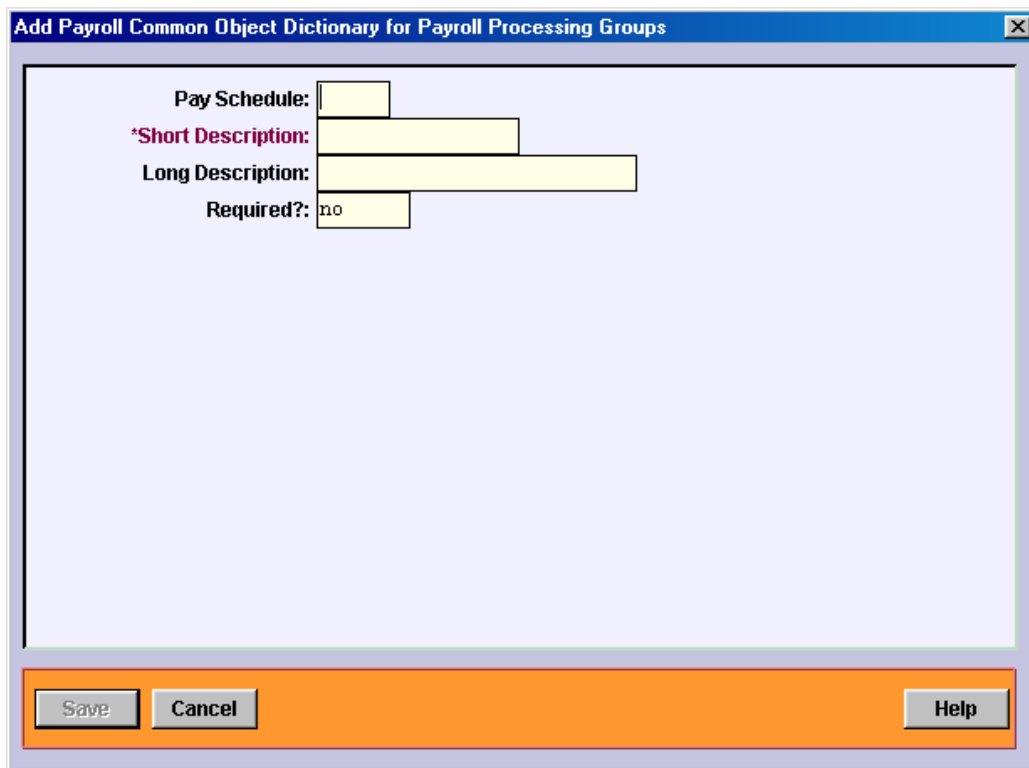 Add Payroll Common Object Dictionary for Payroll Processing Groups
Pay Schedule:
*Short Description:
Long Description:
Required?: no
Save Cancel Help